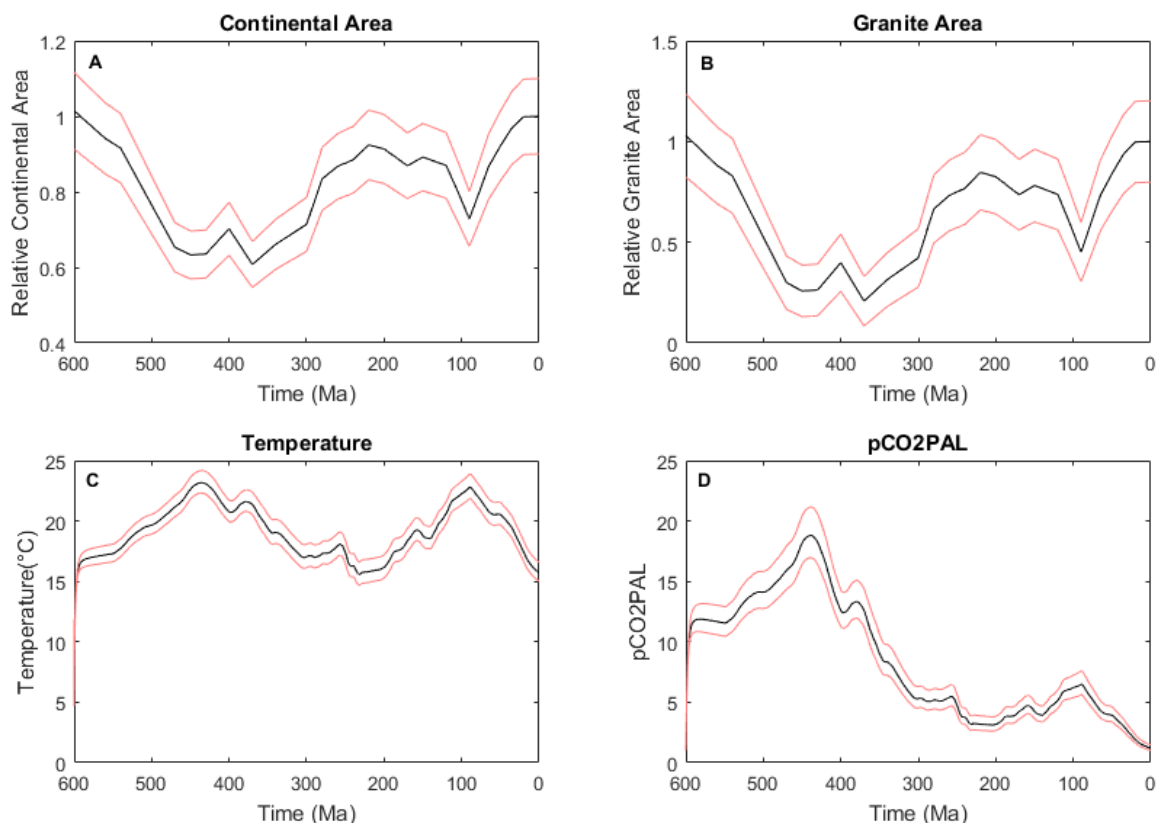 Continental Area
A
1.2
1
0.8
0.6
0.4
Relative Continental Area
600 500 400 300 200 100 0
Time (Ma)
Granite Area
B
1.5
1
0.5
0
Relative Granite Area
600 500 400 300 200 100 0
Time (Ma)
Temperature
C
25
20
15
10
5
0
Temperature(°C)
600 500 400 300 200 100 0
Time (Ma)
pCO2PAL
D
25
20
15
10
5
0
pCO2PAL
600 500 400 300 200 100 0
Time (Ma)